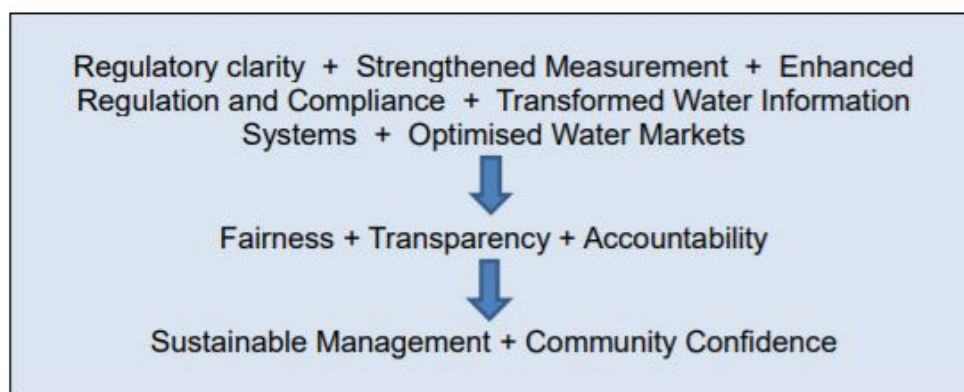 Regulatory clarity + Strengthened Measurement + Enhanced
Regulation and Compliance + Transformed Water Information
Systems + Optimised Water Markets
Fairness + Transparency + Accountability
Sustainable Management + Community Confidence